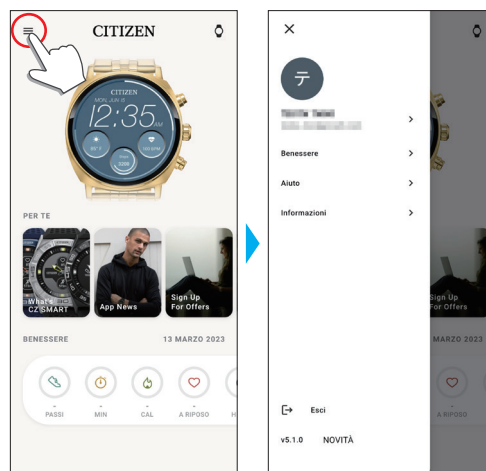 CITIZEN
CITIZEN
MON, JUN 18
12:35 AM
PER TE
What's
CZ SMART
App News
Sign Up
For Offers
BENESSERE
13 MARZO 2023
-
-
-
-
PASSI
MIN
CAL
A RIPOSO
テ
Benessere
Aiuto
Informazioni
Esci
v5.1.0
NOVITÀ
Sign Up
For Offers
MARZO 2023
-
A RIPOSO